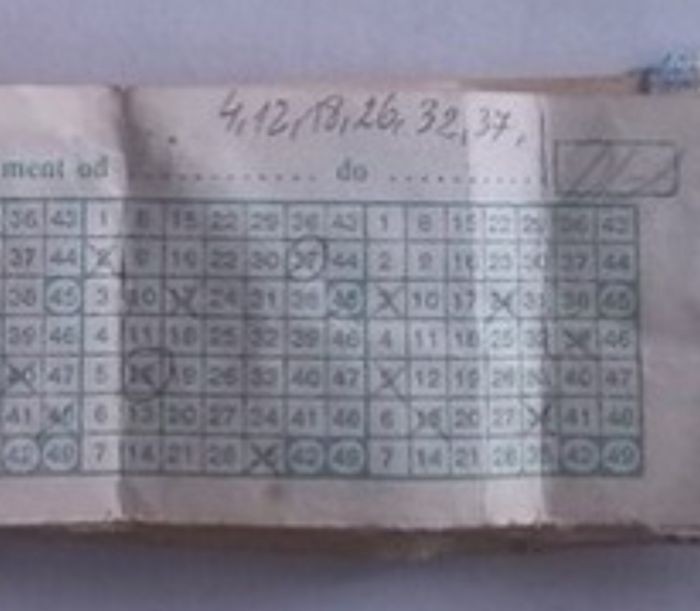 4, 12, 18, 26, 32, 37,
ment od .............. do ..............
36 43 1 8 15 22 29 36 43 1 8 15 22 29 36 43
37 44 2 9 16 23 30 37 44 2 9 16 23 30 37 44
38 45 3 10 17 24 31 38 45 3 10 17 24 31 38 45
39 46 4 11 18 25 32 39 46 4 11 18 25 32 39 46
40 47 5 12 19 26 33 40 47 5 12 19 26 33 40 47
41 48 6 13 20 27 34 41 48 6 13 20 27 34 41 48
42 49 7 14 21 28 35 42 49 7 14 21 28 35 42 49